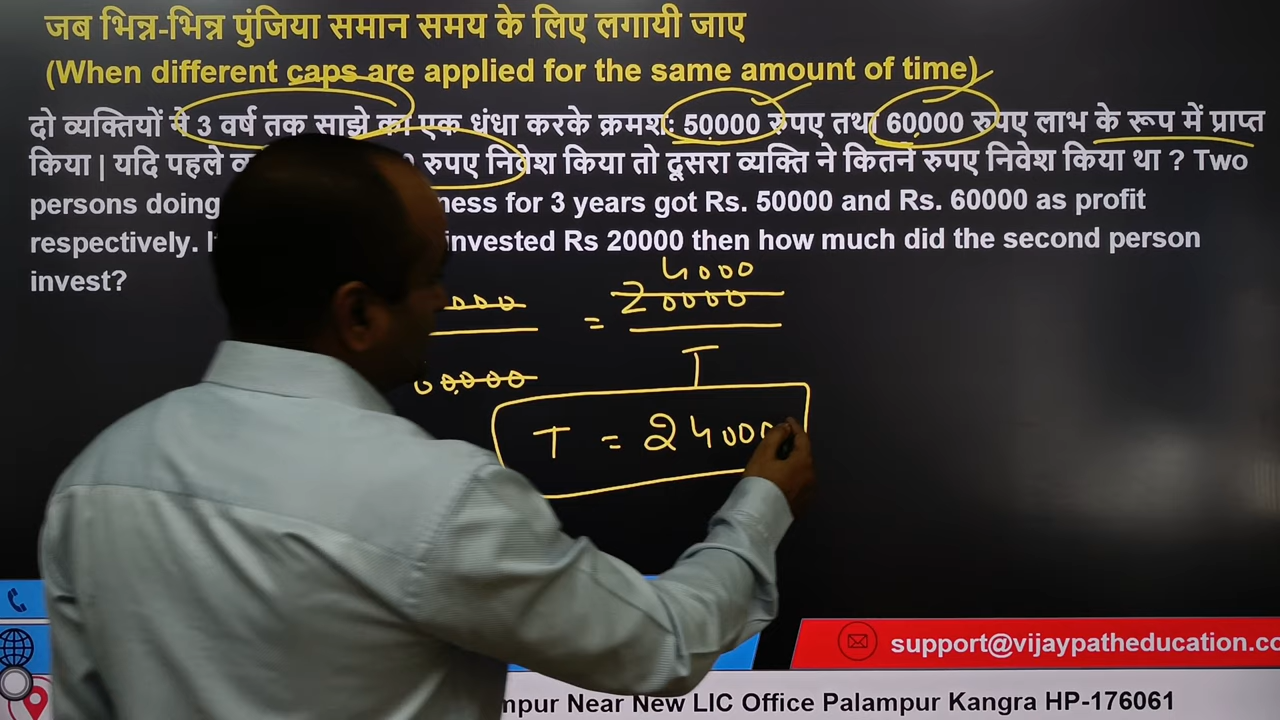 जब भिन्न-भिन्न पुंजिया समान समय के लिए लगायी जाए
(When different caps are applied for the same amount of time)
दो व्यक्तियों ने 3 वर्ष तक साझे का एक धंधा करके क्रमश: 50000 रुपए तथा 60000 रुपए लाभ के रूप में प्राप्त
किया | यदि पहले रुपए निवेश किया तो दूसरा व्यक्ति ने कितने रुपए निवेश किया था ? Two
persons doing for 3 years got Rs. 50000 and Rs. 60000 as profit
respectively. invested Rs 20000 then how much did the second person
invest?
4000
= 20000
T
T = 24000
support@vijaypatheducation.co
Near New LIC Office Palampur Kangra HP-176061